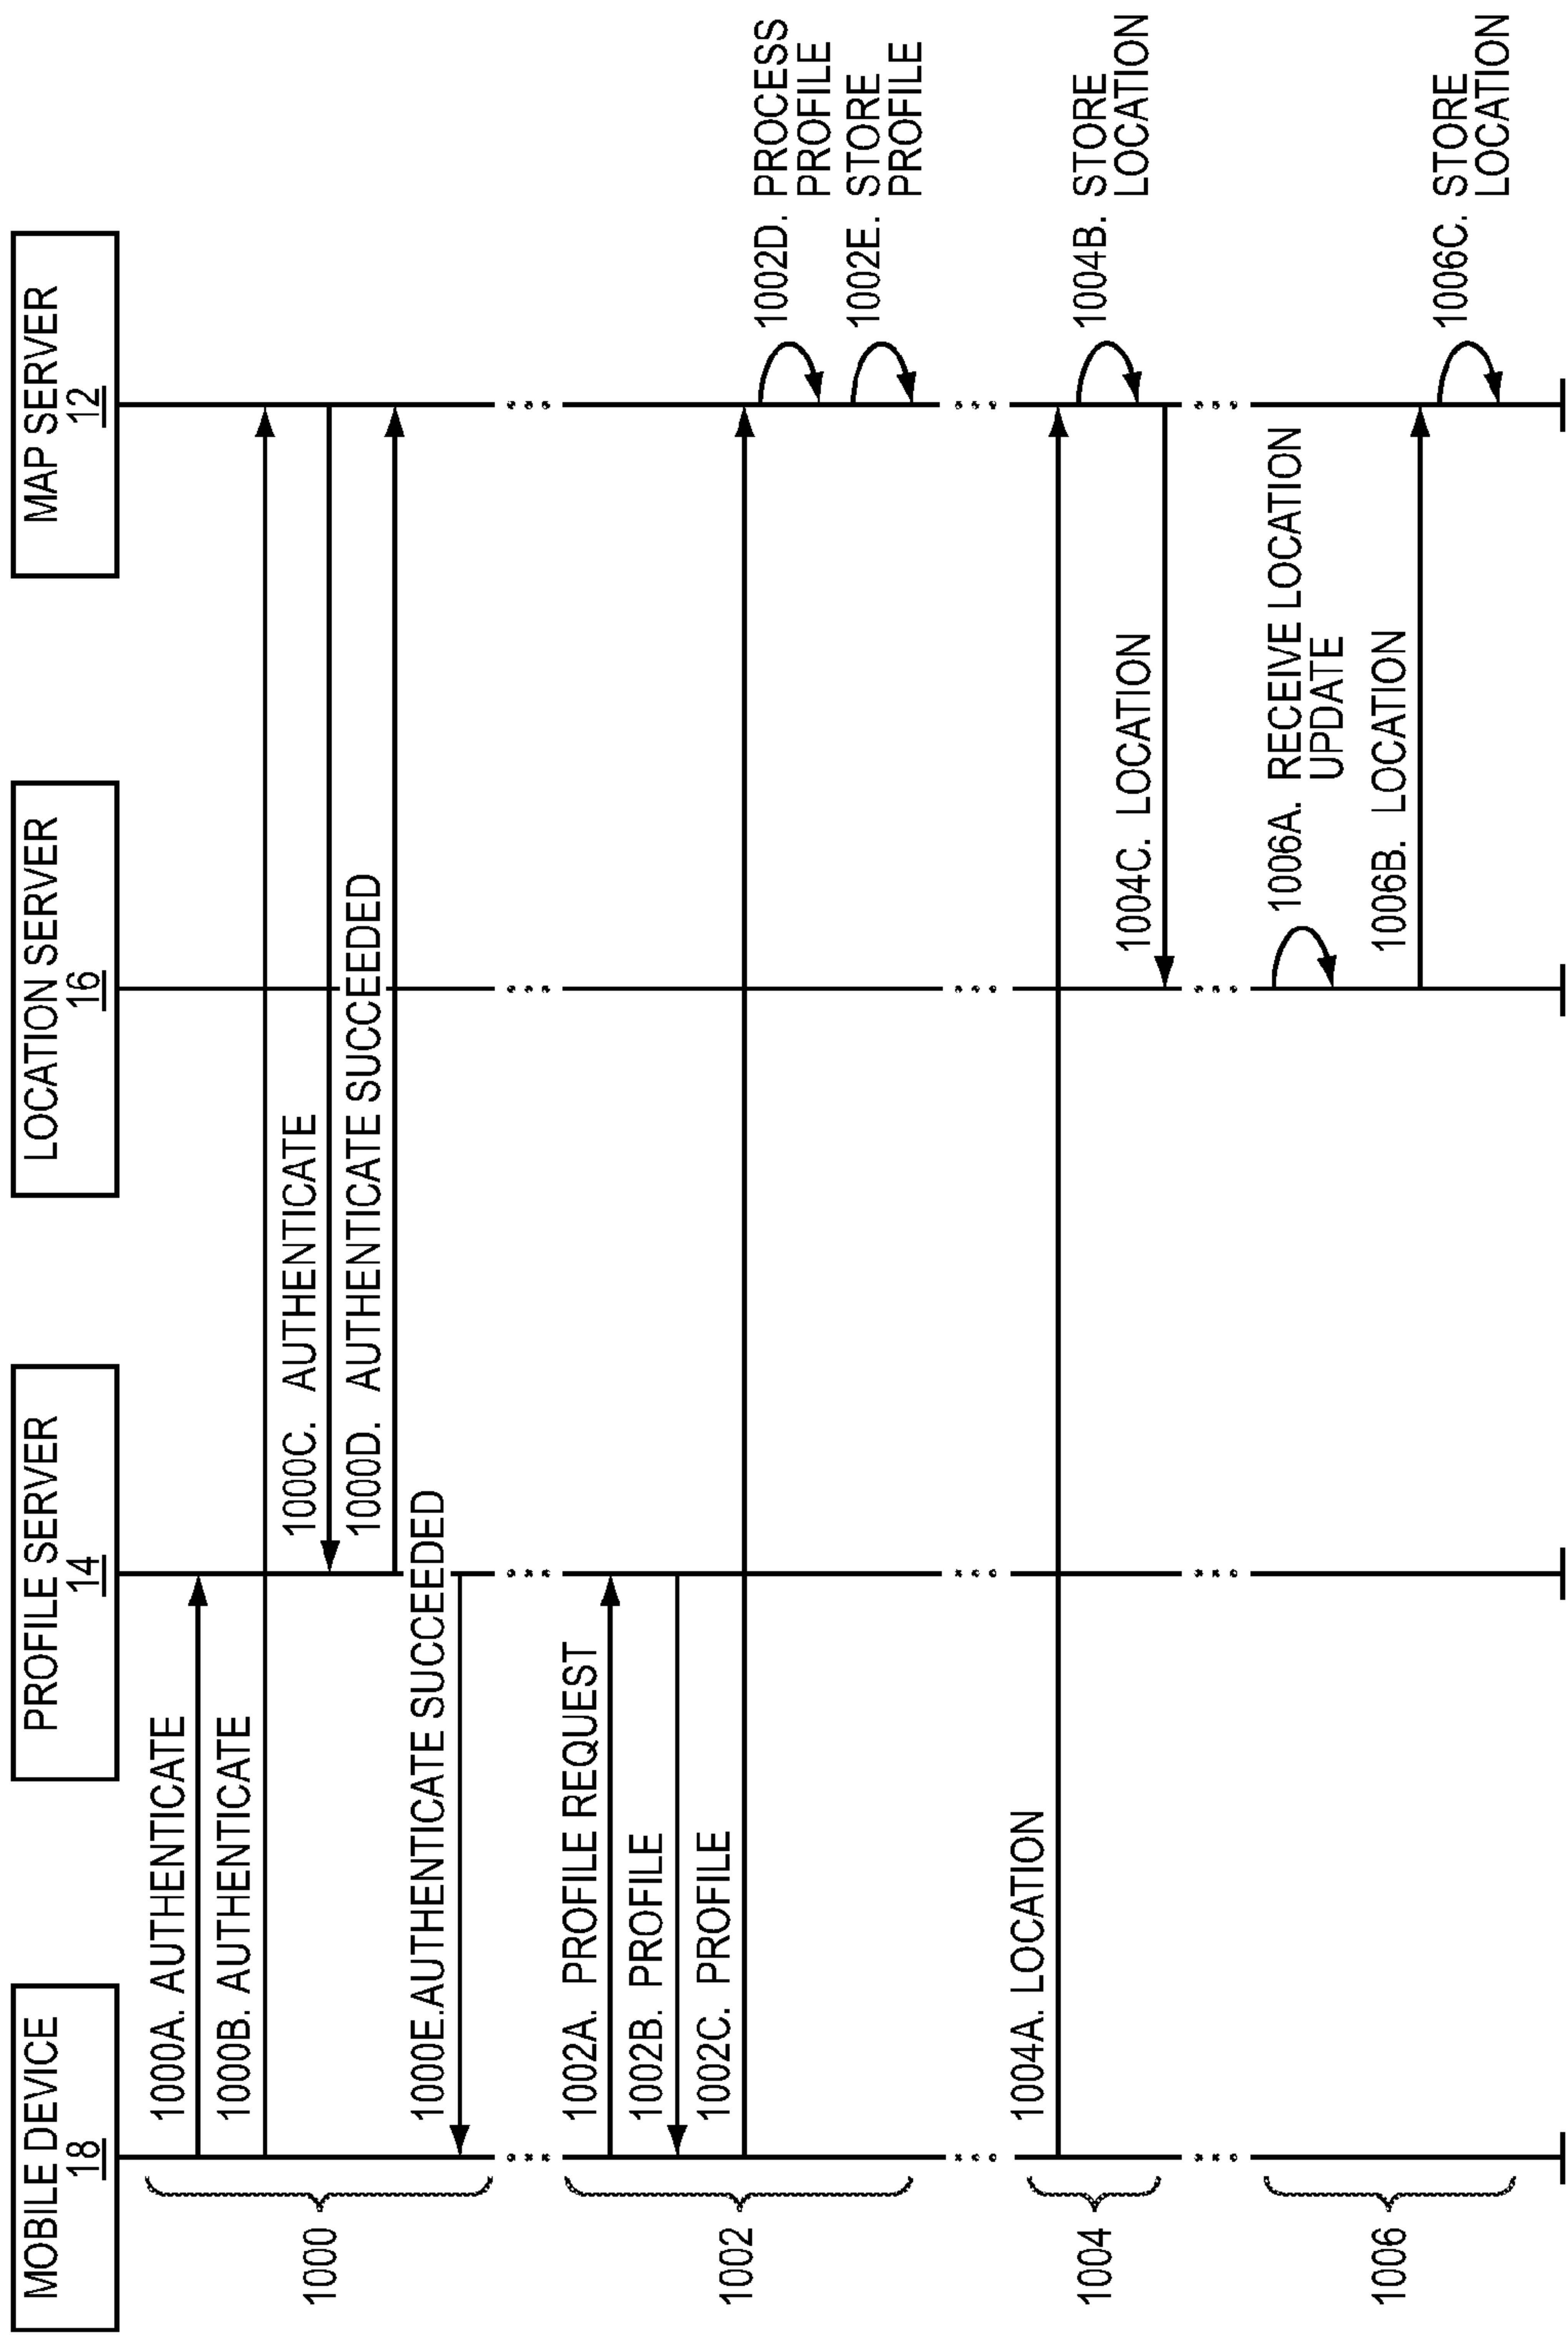 MOBILE DEVICE
18
PROFILE SERVER
14
LOCATION SERVER
16
MAP SERVER
12
1000
1000A. AUTHENTICATE
1000B. AUTHENTICATE
1000C. AUTHENTICATE
1000D. AUTHENTICATE SUCCEEDED
1000E.AUTHENTICATE SUCCEEDED
1002
1002A. PROFILE REQUEST
1002B. PROFILE
1002C. PROFILE
1002D. PROCESS
PROFILE
1002E. STORE
PROFILE
1004
1004A. LOCATION
1004B. STORE
LOCATION
1004C. LOCATION
1006
1006A. RECEIVE LOCATION
UPDATE
1006B. LOCATION
1006C. STORE
LOCATION